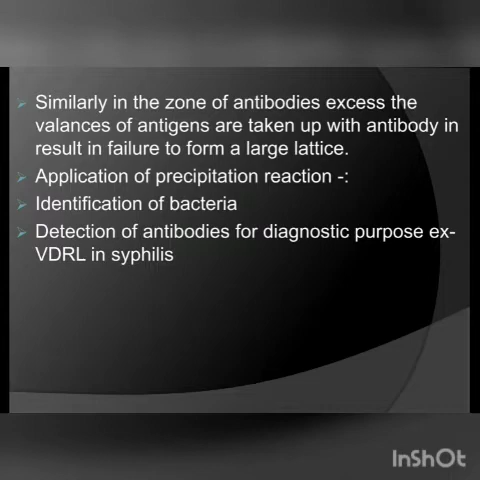 Similarly in the zone of antibodies excess the
valances of antigens are taken up with antibody in
result in failure to form a large lattice.
Application of precipitation reaction -:
Identification of bacteria
Detection of antibodies for diagnostic purpose ex-
VDRL in syphilis
InShOt